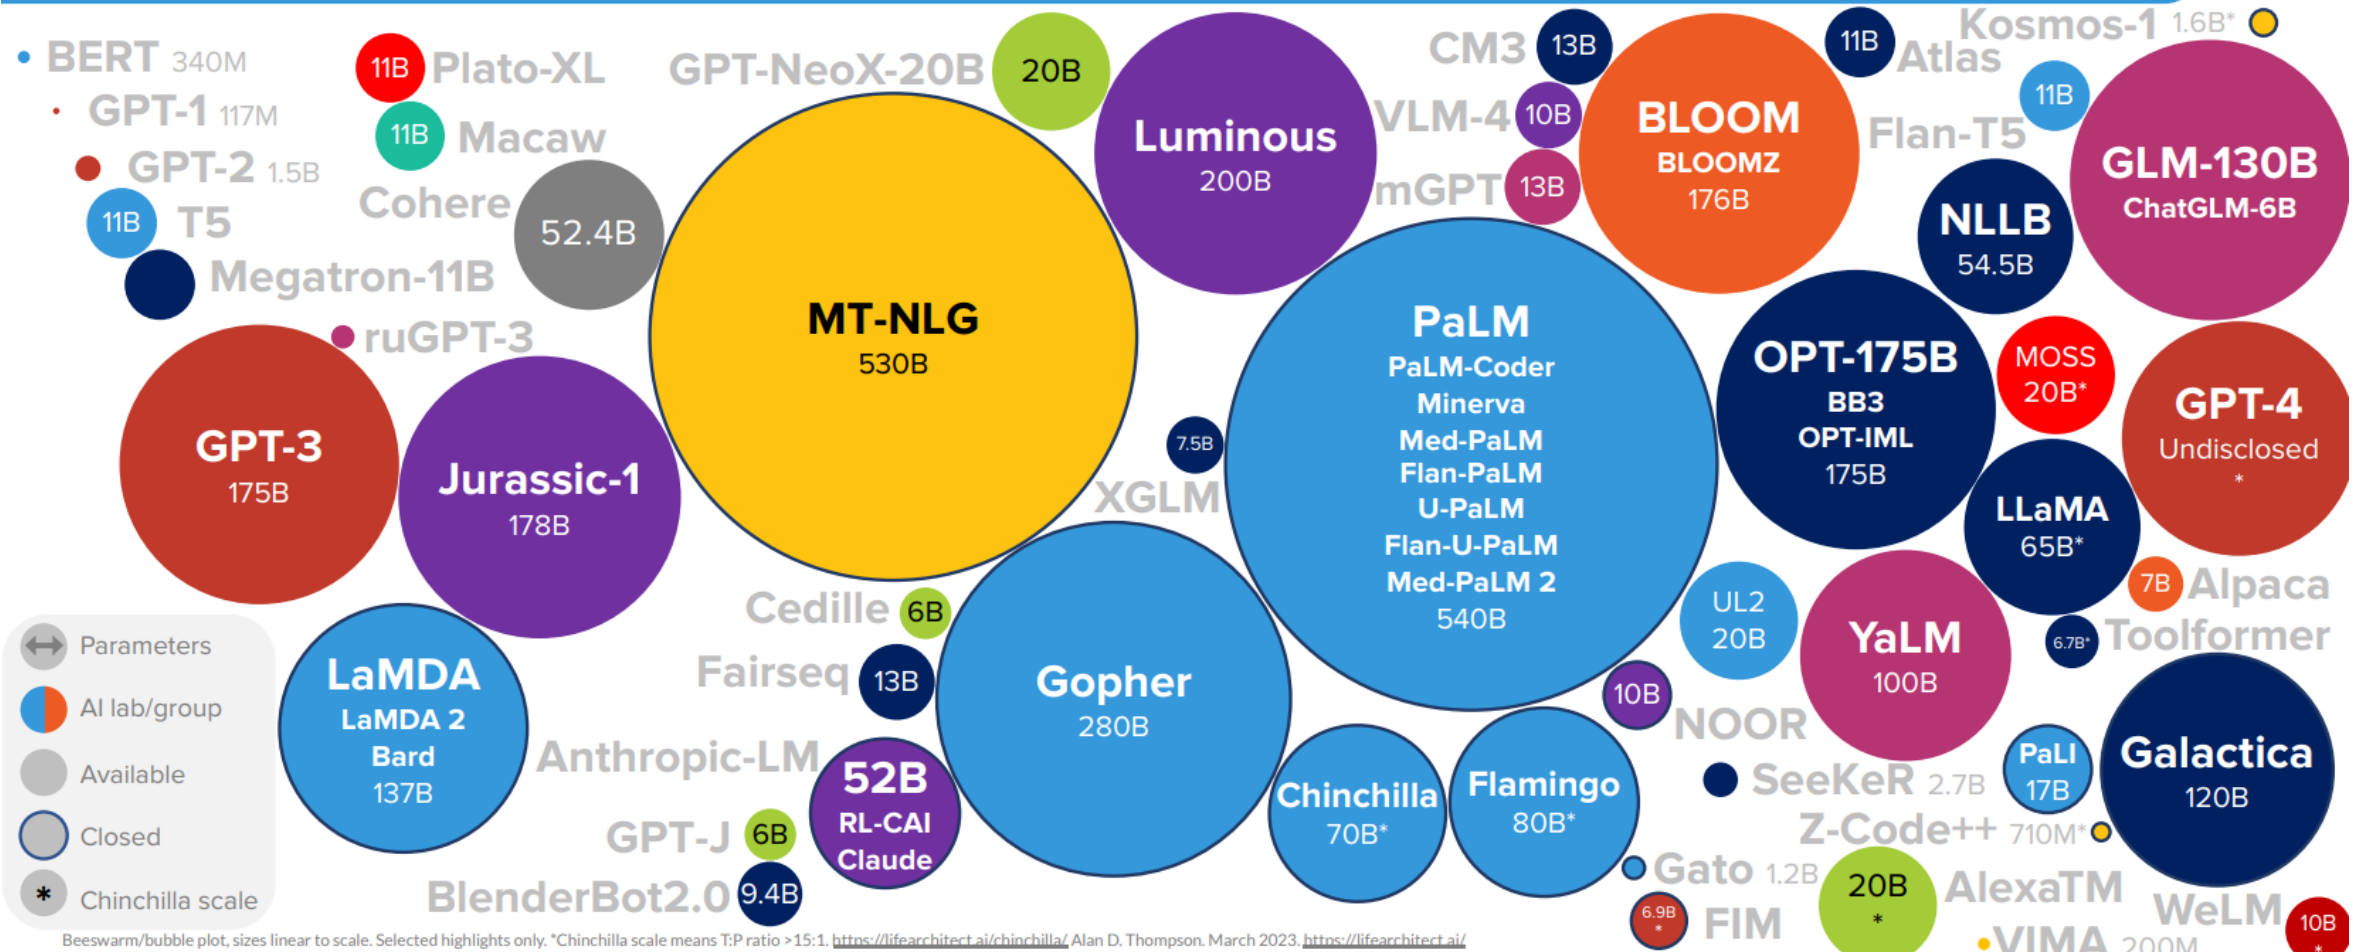 BERT 340M
GPT-1 117M
GPT-2 1.5B
11B T5
Megatron-11B
ruGPT-3
11B Plato-XL
11B Macaw
Cohere
52.4B
GPT-NeoX-20B
20B
MT-NLG
530B
Luminous
200B
CM3 13B
VLM-4 10B
mGPT 13B
BLOOM
BLOOMZ
176B
11B Atlas
Kosmos-1 1.6B*
11B
Flan-T5
NLLB
54.5B
GLM-130B
ChatGLM-6B
GPT-3
175B
Jurassic-1
178B
7.5B
XGLM
PaLM
PaLM-Coder
Minerva
Med-PaLM
Flan-PaLM
U-PaLM
Flan-U-PaLM
Med-PaLM 2
540B
OPT-175B
BB3
OPT-IML
175B
MOSS
20B*
GPT-4
Undisclosed
*
LLaMA
65B*
7B Alpaca
6.7B* Toolformer
UL2
20B
YaLM
100B
LaMDA
LaMDA 2
Bard
137B
Cedille 6B
Fairseq 13B
Gopher
280B
Anthropic-LM
52B
RL-CAI
Claude
GPT-J 6B
BlenderBot2.0 9.4B
Chinchilla
70B*
Flamingo
80B*
10B
NOOR
SeeKeR 2.7B
PaLI
17B
Galactica
120B
Z-Code++ 710M*
Gato 1.2B
6.9B
*
FIM
20B
*
AlexaTM
VIMA 200M
WeLM
10B
*
Parameters
AI lab/group
Available
Closed
* Chinchilla scale
Beeswarm/bubble plot, sizes linear to scale. Selected highlights only. *Chinchilla scale means T:P ratio >15:1. https://lifearchitect.ai/chinchilla/ Alan D. Thompson. March 2023. https://lifearchitect.ai/